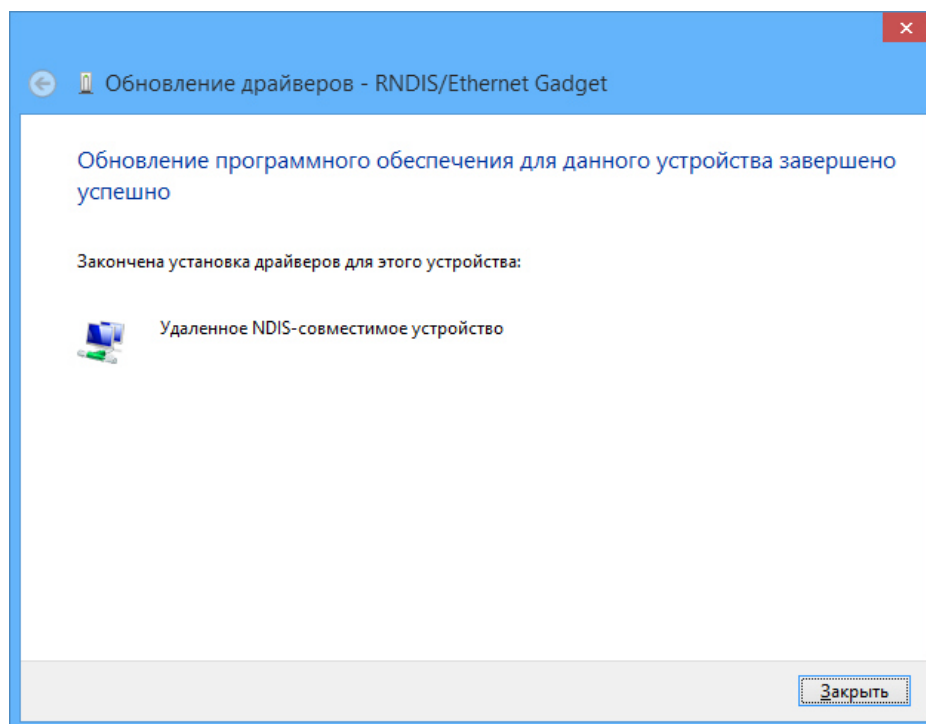 Обновление драйверов - RNDIS/Ethernet Gadget
Обновление программного обеспечения для данного устройства завершено
успешно
Закончена установка драйверов для этого устройства:
Удаленное NDIS-совместимое устройство
Закрыть